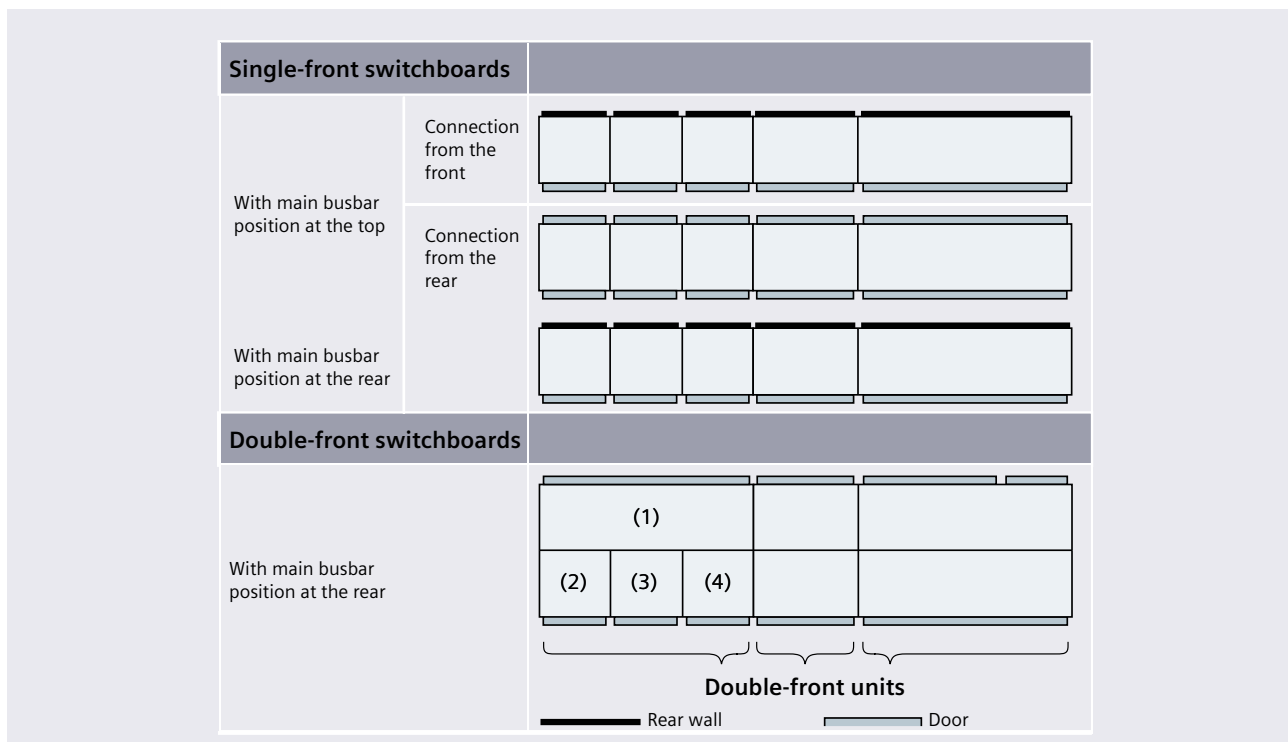 Single-front switchboards
With main busbar
position at the top
Connection
from the
front
Connection
from the
rear
With main busbar
position at the rear
Double-front switchboards
With main busbar
position at the rear
(1)
(2) (3) (4)
Double-front units
Rear wall Door